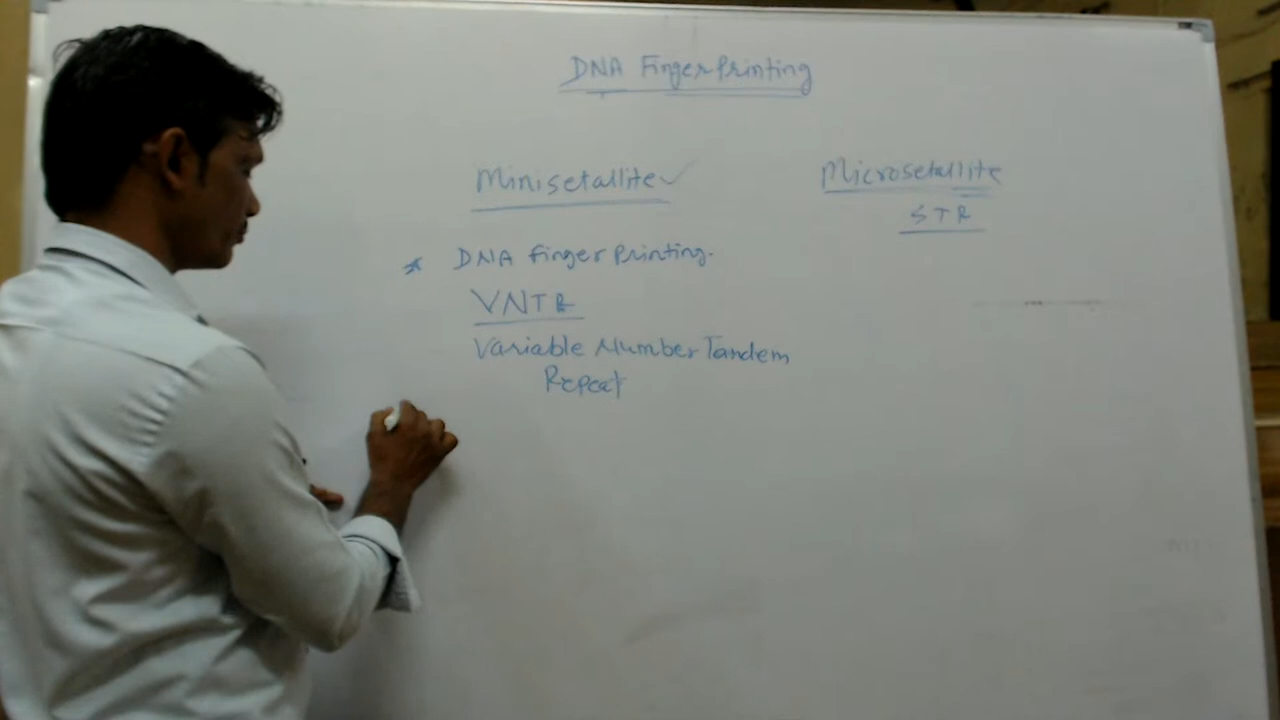 DNA Finger Printing
Minisetallite ✓
Microsetallite
STR
* DNA Finger Printing.
VNTR
Variable Number Tandem
Repeat